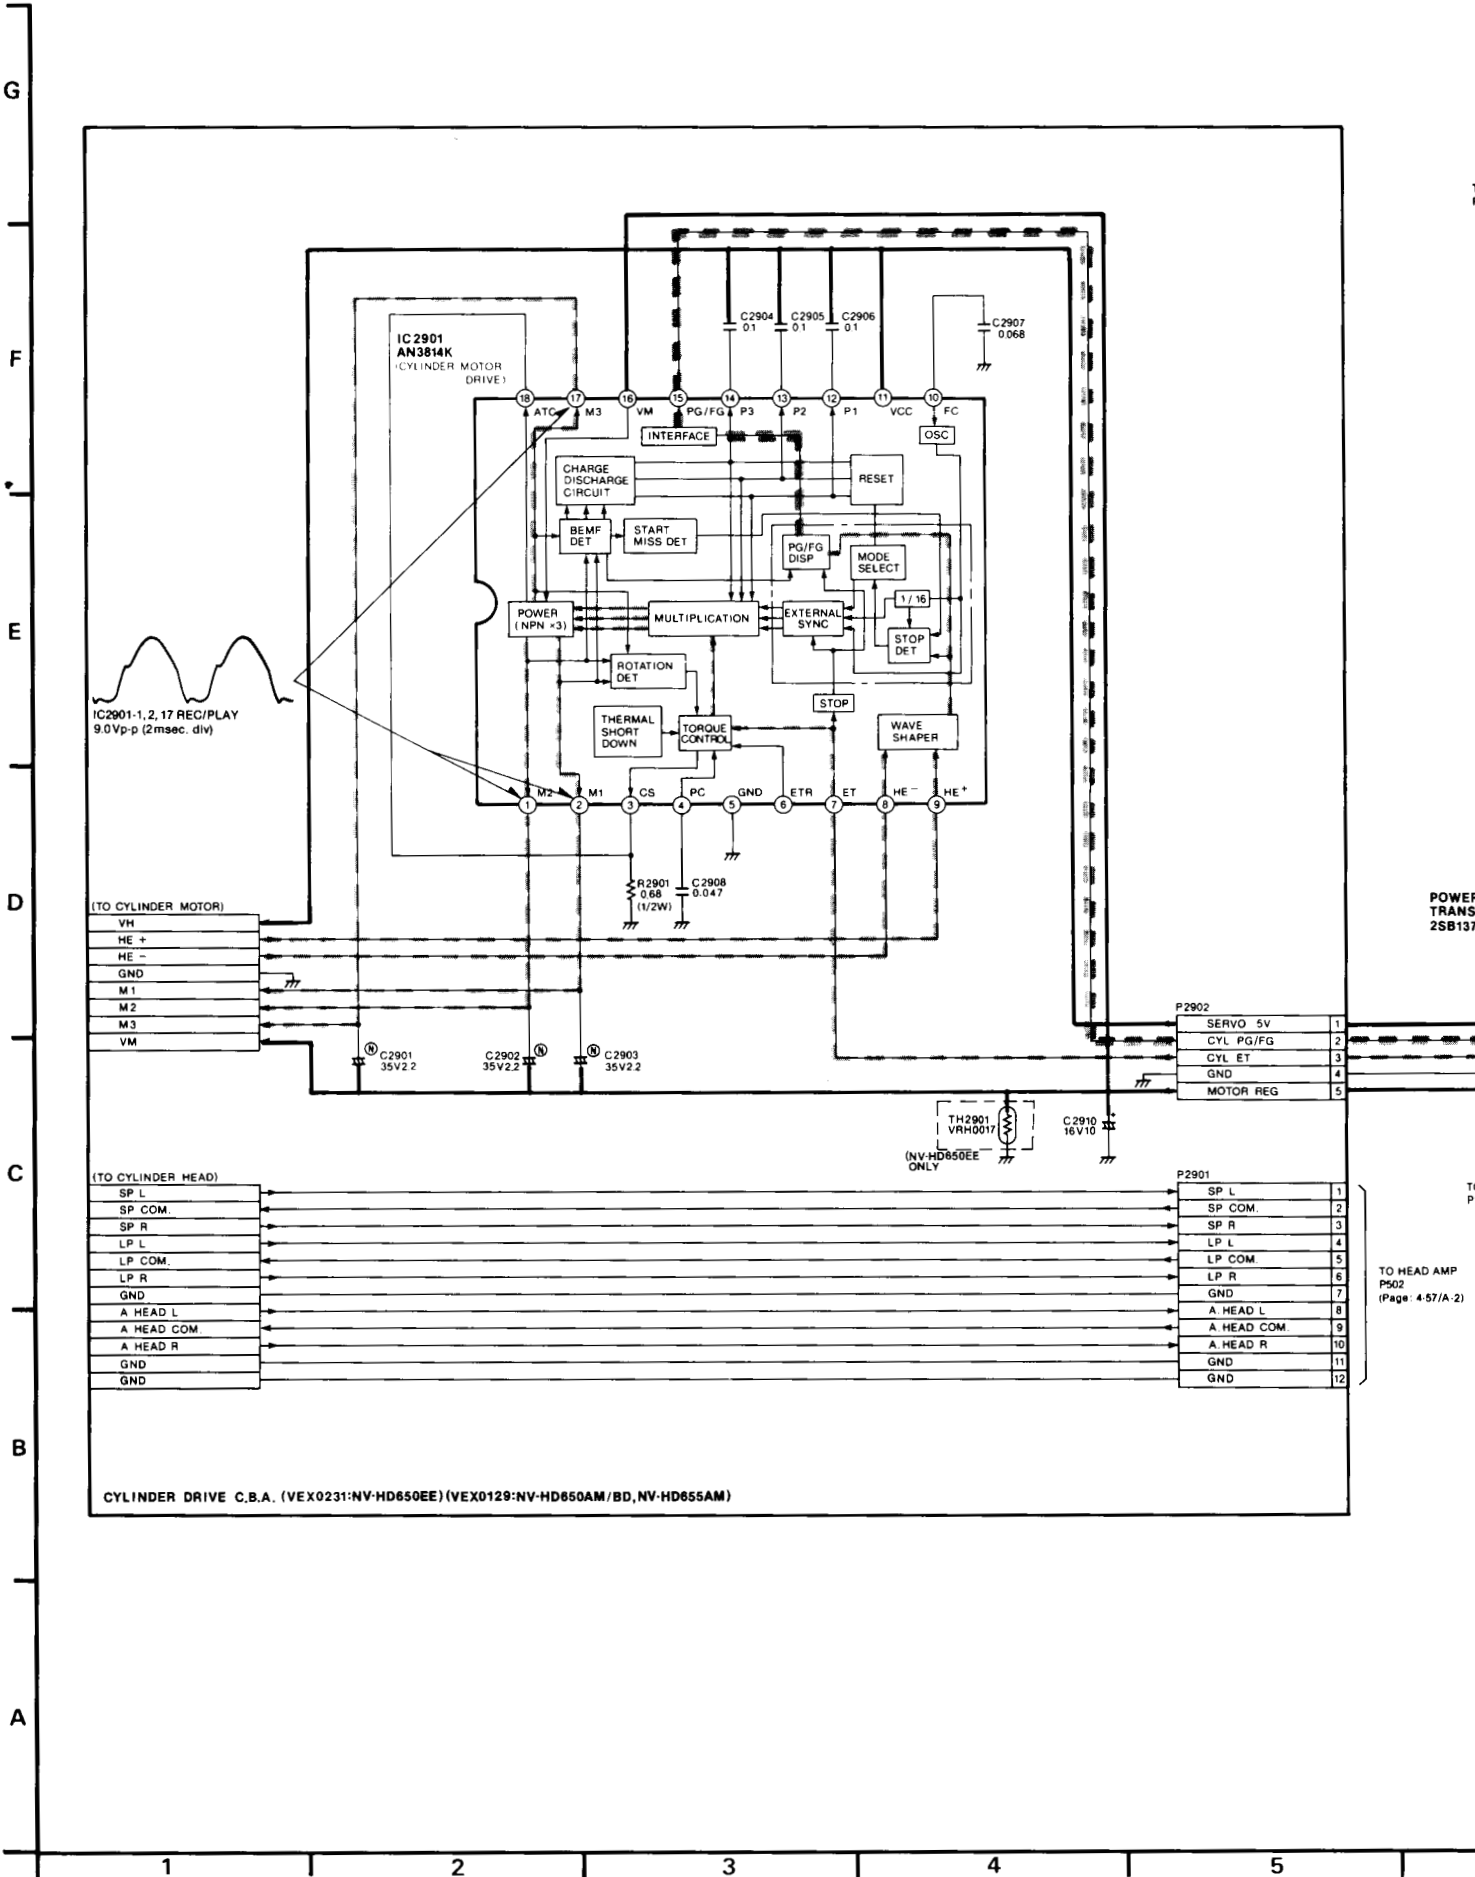 G
F
E
D
C
B
A
IC2901
AN3814K
(CYLINDER MOTOR
DRIVE)
C2904
0.1
C2905
0.1
C2906
0.1
C2907
0.068
18 ATC
17 M3
16 VM
15 PG/FG
14 P3
13 P2
12 P1
11 VCC
10 FC
INTERFACE
OSC
CHARGE
DISCHARGE
CIRCUIT
RESET
BEMF
DET
START
MISS DET
PG/FG
DISP
MODE
SELECT
1/16
POWER
(NPN ×3)
MULTIPLICATION
EXTERNAL
SYNC
STOP
DET
ROTATION
DET
STOP
THERMAL
SHORT
DOWN
TORQUE
CONTROL
WAVE
SHAPER
1 M2
2 M1
3 CS
4 PC
5 GND
6 ETR
7 ET
8 HE−
9 HE+
IC2901-1, 2, 17 REC/PLAY
9.0Vp-p (2msec. div)
R2901
0.68
(1/2W)
C2908
0.047
POWER
TRANS
2SB137
(TO CYLINDER MOTOR)
VH
HE +
HE −
GND
M1
M2
M3
VM
N C2901
35V2.2
C2902 N
35V2.2
N C2903
35V2.2
P2902
SERVO 5V 1
CYL PG/FG 2
CYL ET 3
GND 4
MOTOR REG 5
TH2901
VRH0017
(NV-HD650EE
ONLY
C2910 +
16V10
(TO CYLINDER HEAD)
SP L
SP COM.
SP R
LP L
LP COM.
LP R
GND
A HEAD L
A HEAD COM.
A HEAD R
GND
GND
P2901
SP L 1
SP COM. 2
SP R 3
LP L 4
LP COM. 5
LP R 6
GND 7
A.HEAD L 8
A.HEAD COM. 9
A.HEAD R 10
GND 11
GND 12
TO HEAD AMP
P502
(Page: 4-57/A-2)
CYLINDER DRIVE C.B.A. (VEX0231:NV-HD650EE)(VEX0129:NV-HD650AM/BD,NV-HD655AM)
1 2 3 4 5